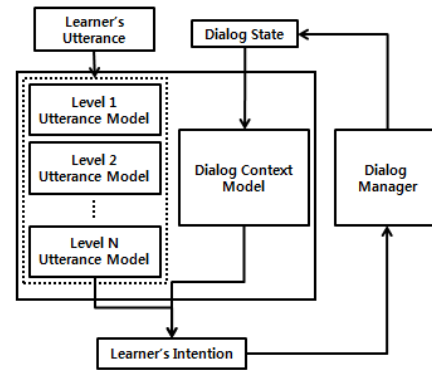 Learner's
Utterance
Dialog State
Level 1
Utterance Model
Level 2
Utterance Model
Dialog Context
Model
Dialog
Manager
Level N
Utterance Model
Learner's Intention